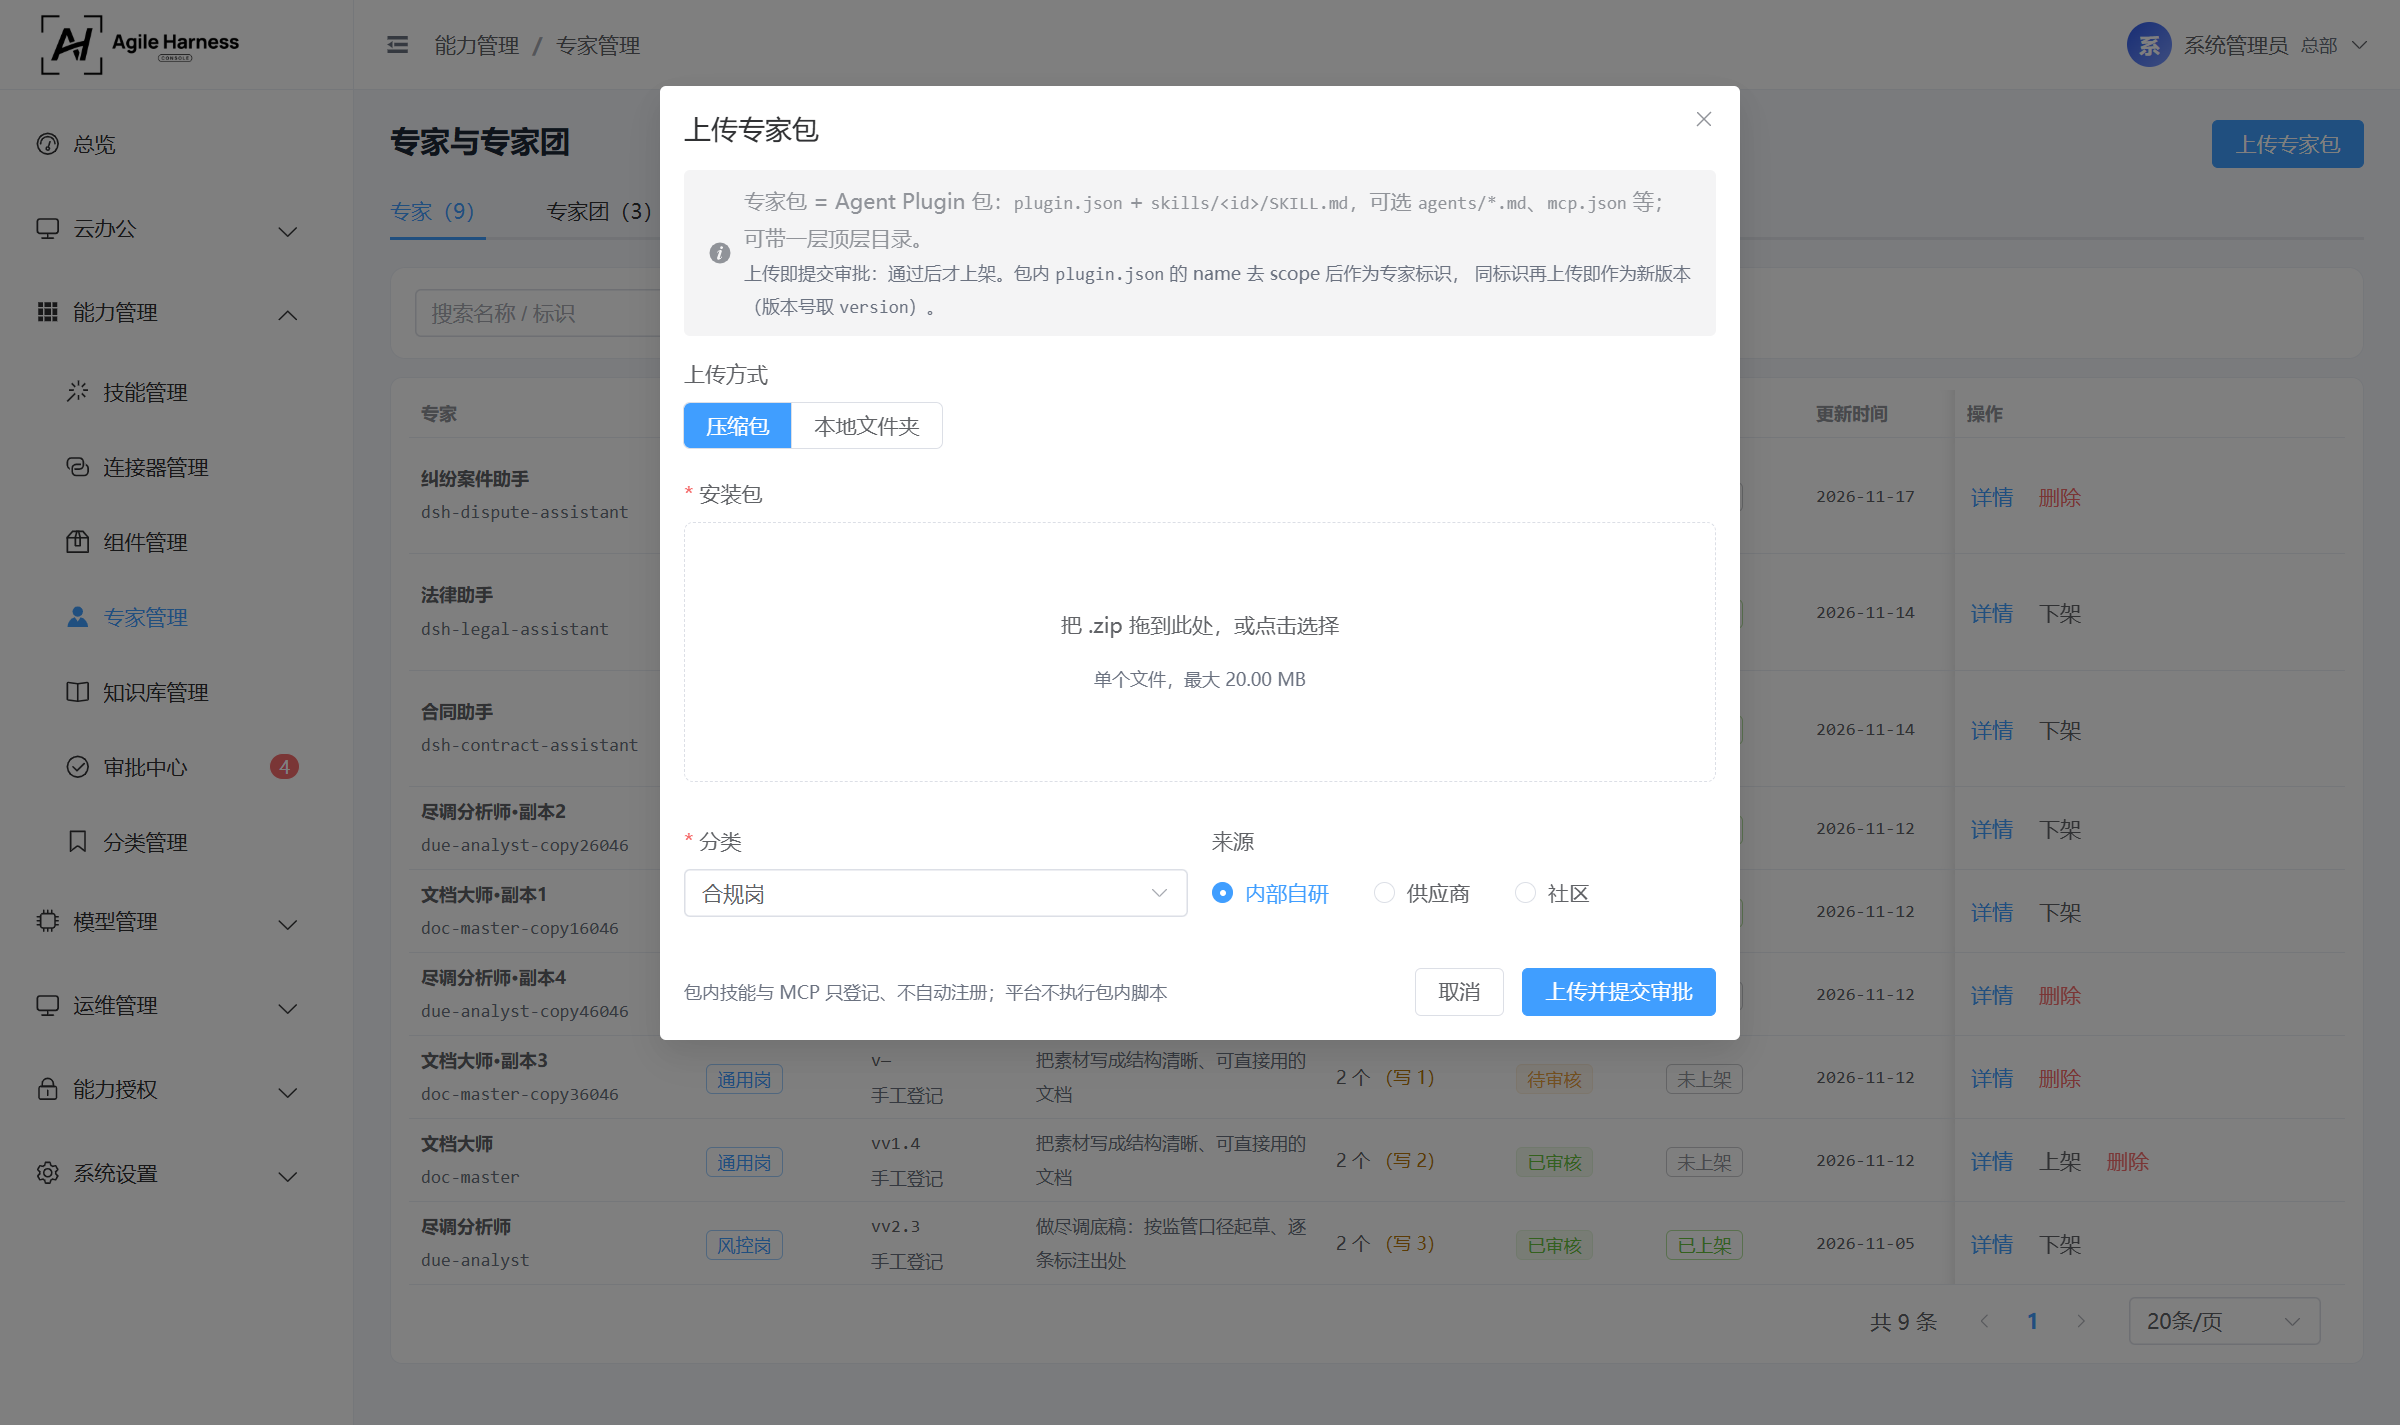 Agile Harness
CONSOLE
能力管理 / 专家管理
系 系统管理员 总部
总览
云办公
能力管理
技能管理
连接器管理
组件管理
专家管理
知识库管理
审批中心 4
分类管理
模型管理
运维管理
能力授权
系统设置
专家与专家团
上传专家包
专家（9）
专家团（3）
搜索名称 / 标识
专家
更新时间
操作
纠纷案件助手
dsh-dispute-assistant
2026-11-17
详情 删除
法律助手
dsh-legal-assistant
2026-11-14
详情 下架
合同助手
dsh-contract-assistant
2026-11-14
详情 下架
尽调分析师·副本2
due-analyst-copy26046
2026-11-12
详情 下架
文档大师·副本1
doc-master-copy16046
2026-11-12
详情 下架
尽调分析师·副本4
due-analyst-copy46046
2026-11-12
详情 删除
文档大师·副本3
doc-master-copy36046
通用岗
v—
手工登记
把素材写成结构清晰、可直接用的
文档
2 个 （写 1）
待审核
未上架
2026-11-12
详情 删除
文档大师
doc-master
通用岗
vv1.4
手工登记
把素材写成结构清晰、可直接用的
文档
2 个 （写 2）
已审核
未上架
2026-11-12
详情 上架 删除
尽调分析师
due-analyst
风控岗
vv2.3
手工登记
做尽调底稿：按监管口径起草、逐
条标注出处
2 个 （写 3）
已审核
已上架
2026-11-05
详情 下架
共 9 条
1
20条/页
上传专家包
专家包 = Agent Plugin 包：plugin.json + skills/<id>/SKILL.md，可选 agents/*.md、mcp.json 等；
可带一层顶层目录。
上传即提交审批：通过后才上架。包内 plugin.json 的 name 去 scope 后作为专家标识， 同标识再上传即作为新版本
（版本号取 version）。
上传方式
压缩包 本地文件夹
* 安装包
把 .zip 拖到此处，或点击选择
单个文件，最大 20.00 MB
* 分类
合规岗
来源
内部自研 供应商 社区
包内技能与 MCP 只登记、不自动注册；平台不执行包内脚本
取消
上传并提交审批